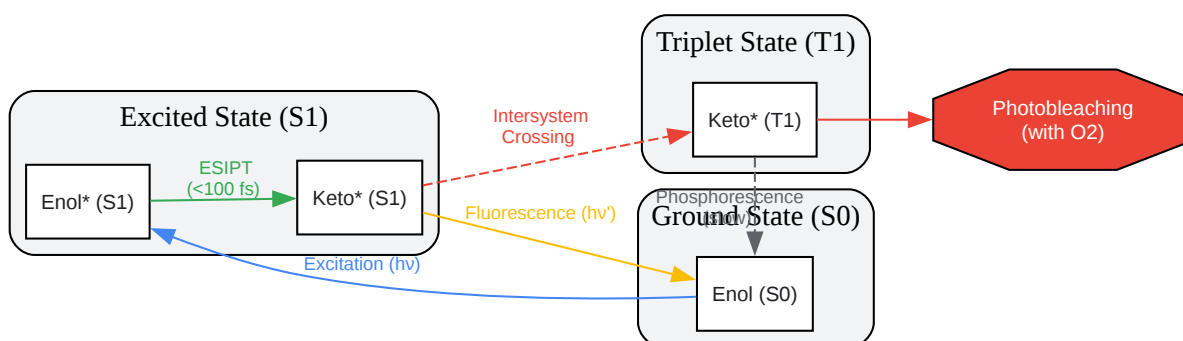 Triplet State (T1)
Keto* (T1)
Photobleaching
(with O2)
Intersystem
Crossing
Excited State (S1)
ESIPT
(<100 fs)
Enol* (S1)
Keto* (S1)
Phosphorescence
(slow)
Ground State (S0)
Fluorescence (hν')
Excitation (hν)
Enol (S0)